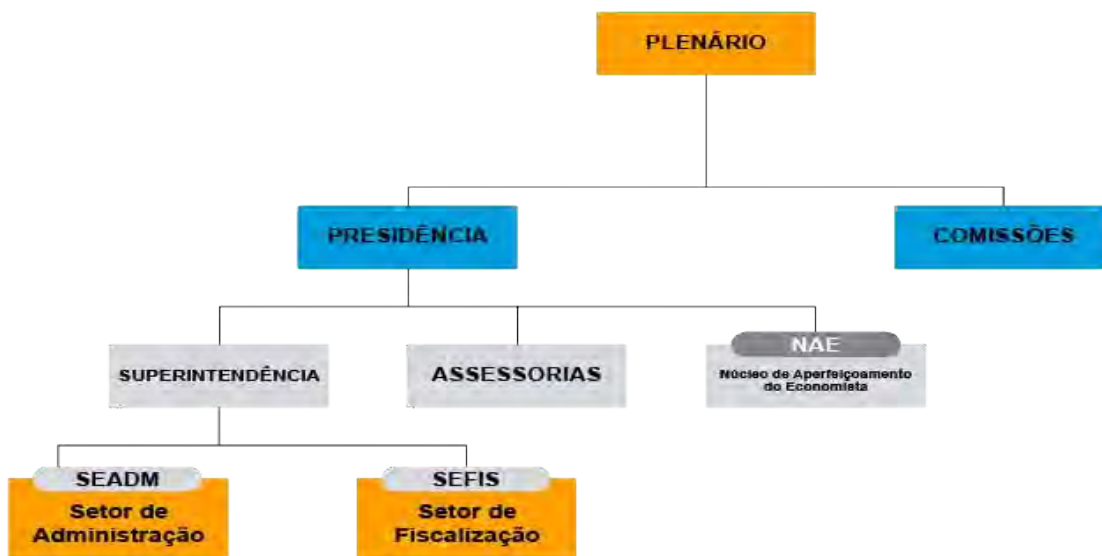 PLENÁRIO
PRESIDÊNCIA
COMISSÕES
SUPERINTENDÊNCIA
ASSESSORIAS
NAE
Núcleo de Aperfeiçoamento
do Economista
SEADM
Setor de
Administração
SEFIS
Setor de
Fiscalização